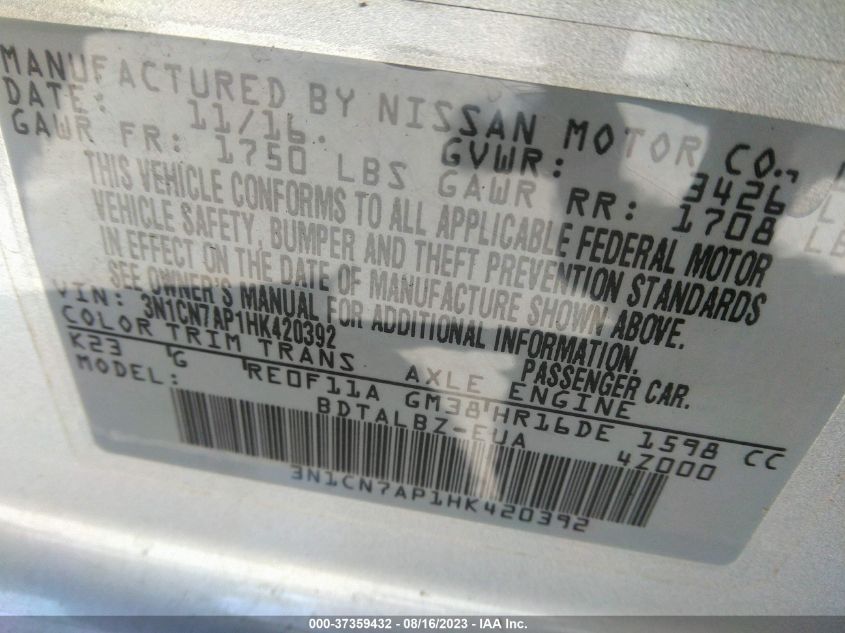 MANUFACTURED BY NISSAN MOTOR CO.,
DATE: 11/16. GVWR: 3426 L
GAWR FR: 1750 LBS GAWR RR: 1708 LB
THIS VEHICLE CONFORMS TO ALL APPLICABLE FEDERAL MOTOR
VEHICLE SAFETY, BUMPER AND THEFT PREVENTION STANDARDS
IN EFFECT ON THE DATE OF MANUFACTURE SHOWN ABOVE.
SEE OWNER'S MANUAL FOR ADDITIONAL INFORMATION.
VIN: 3N1CN7AP1HK420392 PASSENGER CAR.
COLOR TRIM TRANS AXLE ENGINE
K23 G RE0F11A GM38 HR16DE 1598 CC
MODEL: BDTALBZ-EUA 4Z000
3N1CN7AP1HK420392
000-37359432 - 08/16/2023 - IAA Inc.